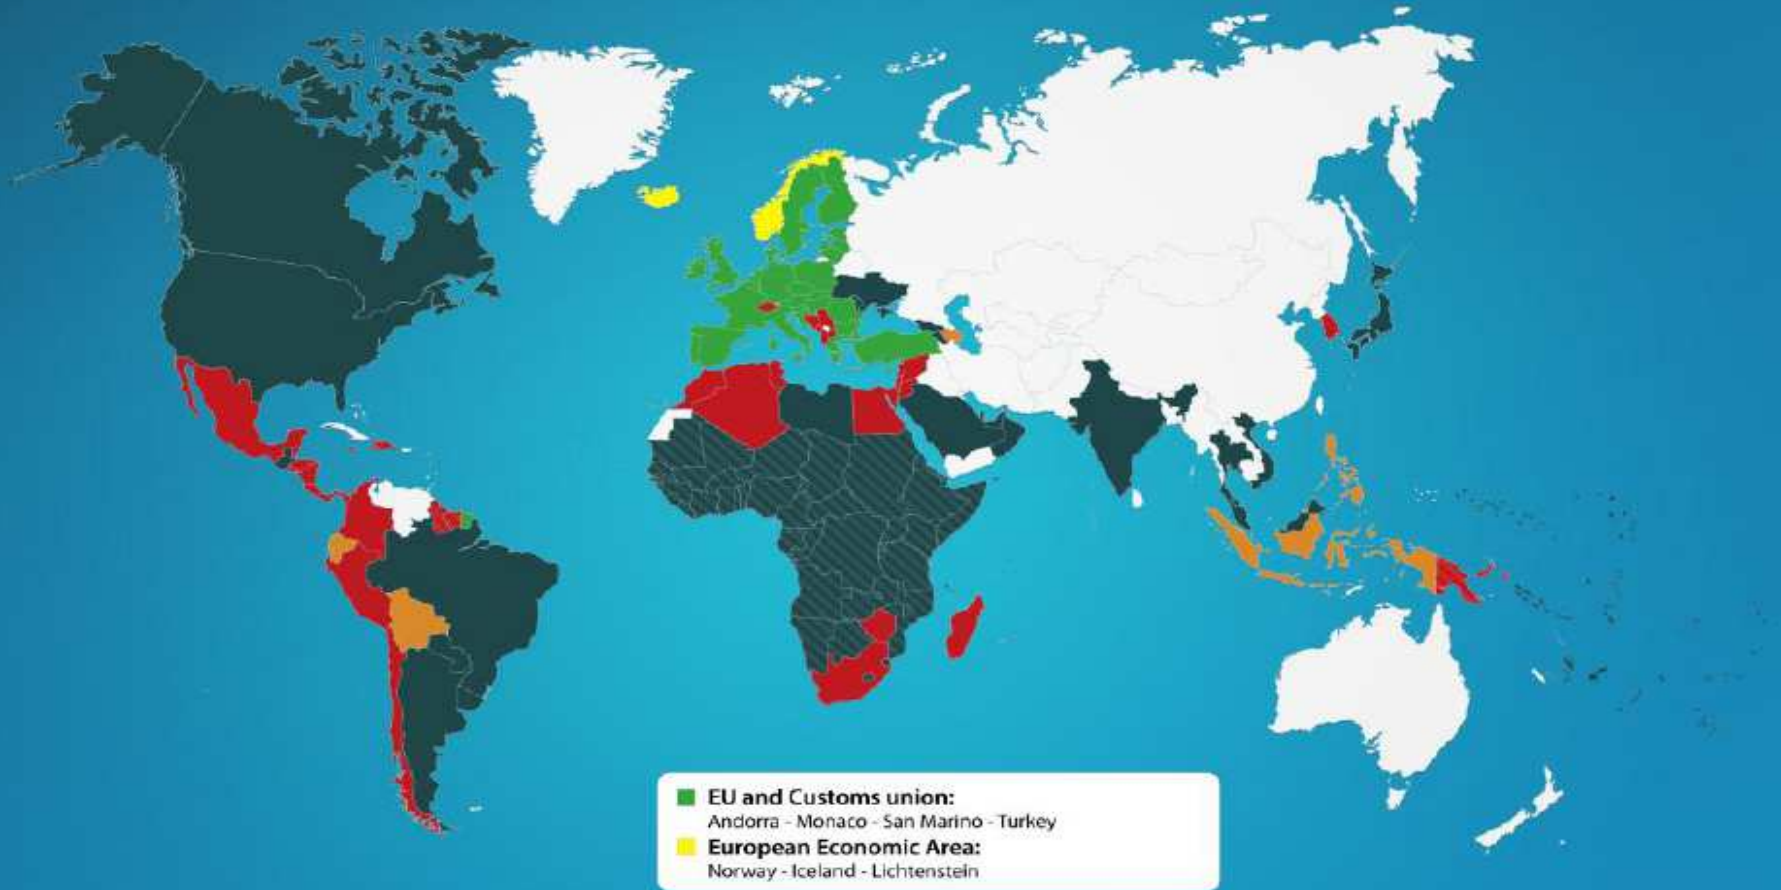 EU and Customs union:
Andorra - Monaco - San Marino - Turkey
European Economic Area:
Norway - Iceland - Lichtenstein